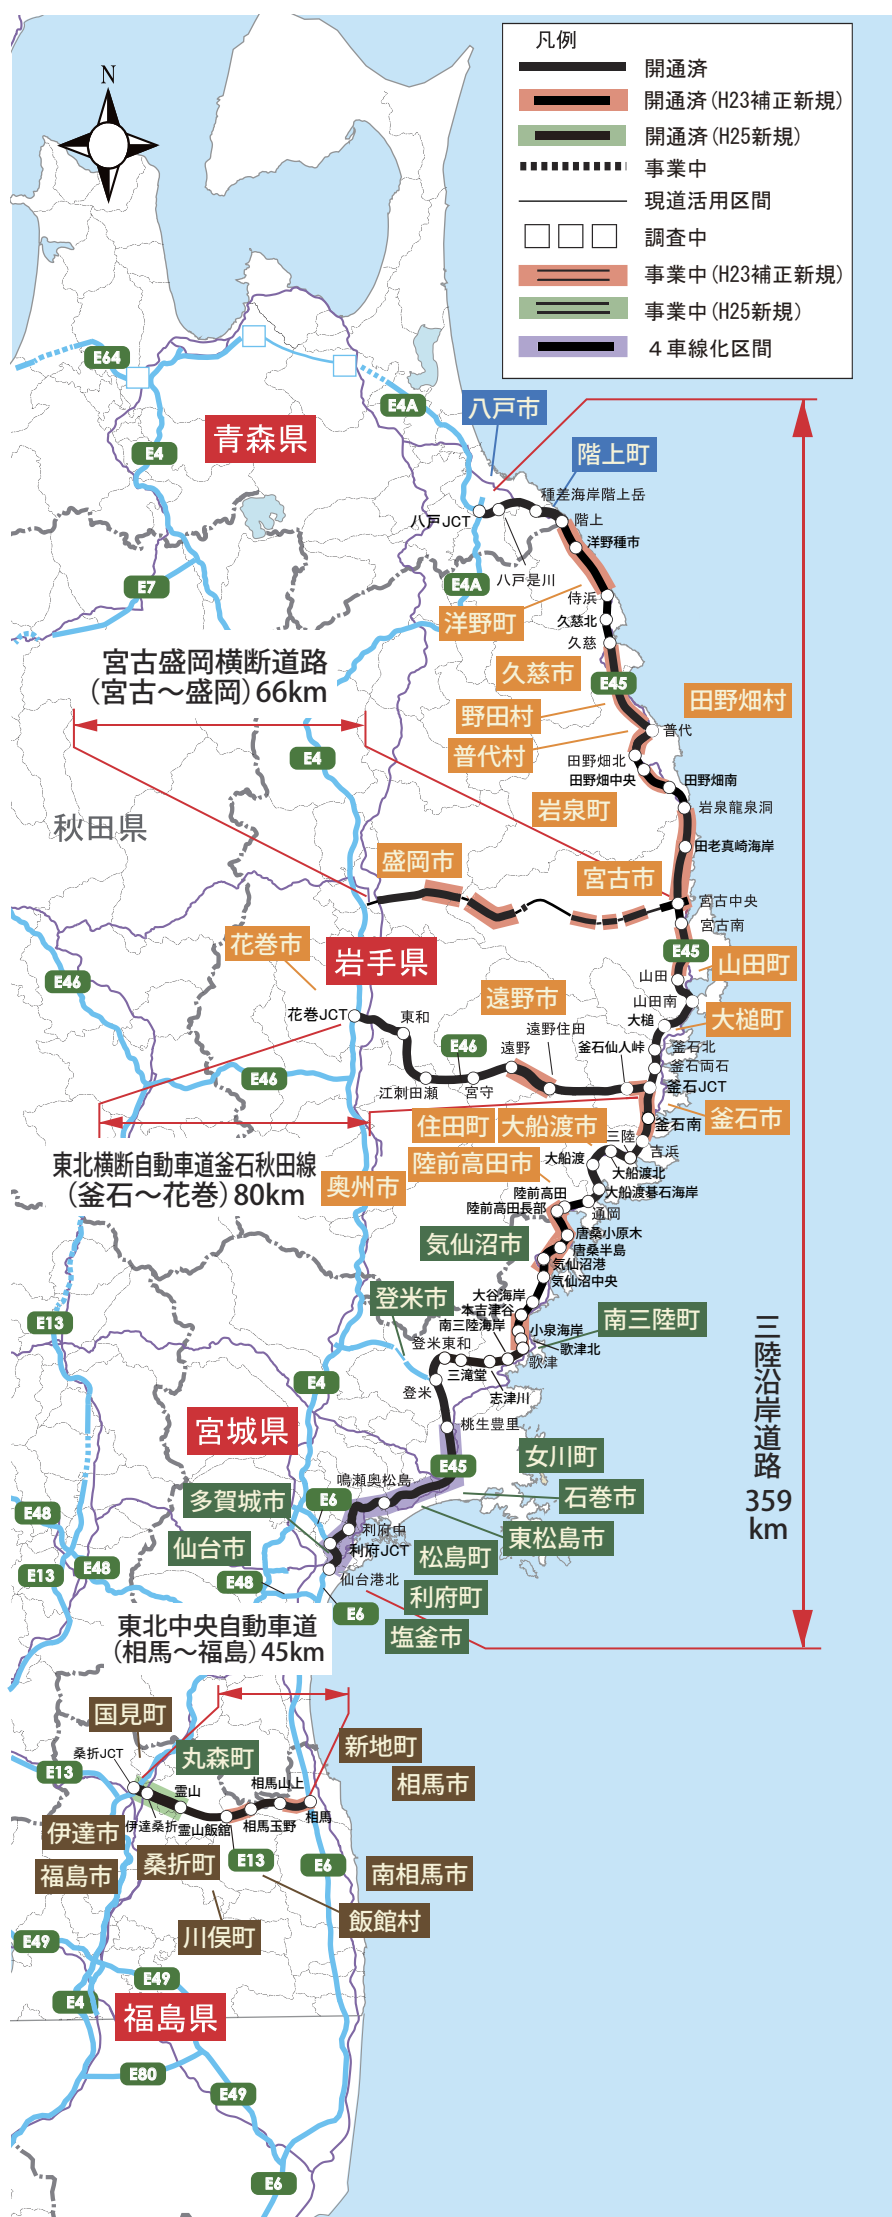 凡例
開通済
開通済(H23補正新規)
開通済(H25新規)
事業中
現道活用区間
調査中
事業中(H23補正新規)
事業中(H25新規)
４車線化区間
N
E64
E4A
八戸市
青森県
E4
階上町
種差海岸階上岳
八戸JCT
階上
洋野種市
八戸是川
E7
E4A
侍浜
洋野町
久慈北
久慈
宮古盛岡横断道路
(宮古～盛岡)66km
久慈市
E45
田野畑村
野田村
普代
普代村
E4
田野畑北
田野畑中央
田野畑南
岩泉町
岩泉龍泉洞
秋田県
田老真崎海岸
盛岡市
宮古市
宮古中央
宮古南
花巻市
岩手県
E45
山田町
E46
山田
遠野市
山田南
花巻JCT
東和
大槌
大槌町
遠野住田
E46
遠野
釜石仙人峠
釜石北
釜石両石
E46
江刺田瀬
宮守
釜石JCT
釜石市
釜石南
住田町
大船渡市
三陸
吉浜
東北横断自動車道釜石秋田線
(釜石～花巻)80km
陸前高田市
大船渡
大船渡北
奥州市
陸前高田
大船渡碁石海岸
陸前高田長部
通岡
唐桑小原木
気仙沼市
唐桑半島
気仙沼港
気仙沼中央
登米市
大谷海岸
本吉津谷
E13
南三陸海岸
小泉海岸
南三陸町
登米東和
歌津北
歌津
三滝堂
E4
登米
志津川
三陸沿岸道路
359
km
宮城県
桃生豊里
女川町
E45
鳴瀬奥松島
石巻市
多賀城市
E6
E48
利府中
東松島市
仙台市
利府JCT
松島町
E48
E13
仙台港北
E48
利府町
E6
東北中央自動車道
(相馬～福島)45km
塩釜市
国見町
新地町
丸森町
桑折JCT
E13
相馬山上
相馬市
霊山
伊達市
伊達桑折
霊山飯舘
相馬玉野
相馬
桑折町
E13
E6
福島市
南相馬市
川俣町
飯館村
E49
E49
E4
福島県
E80
E49
E6